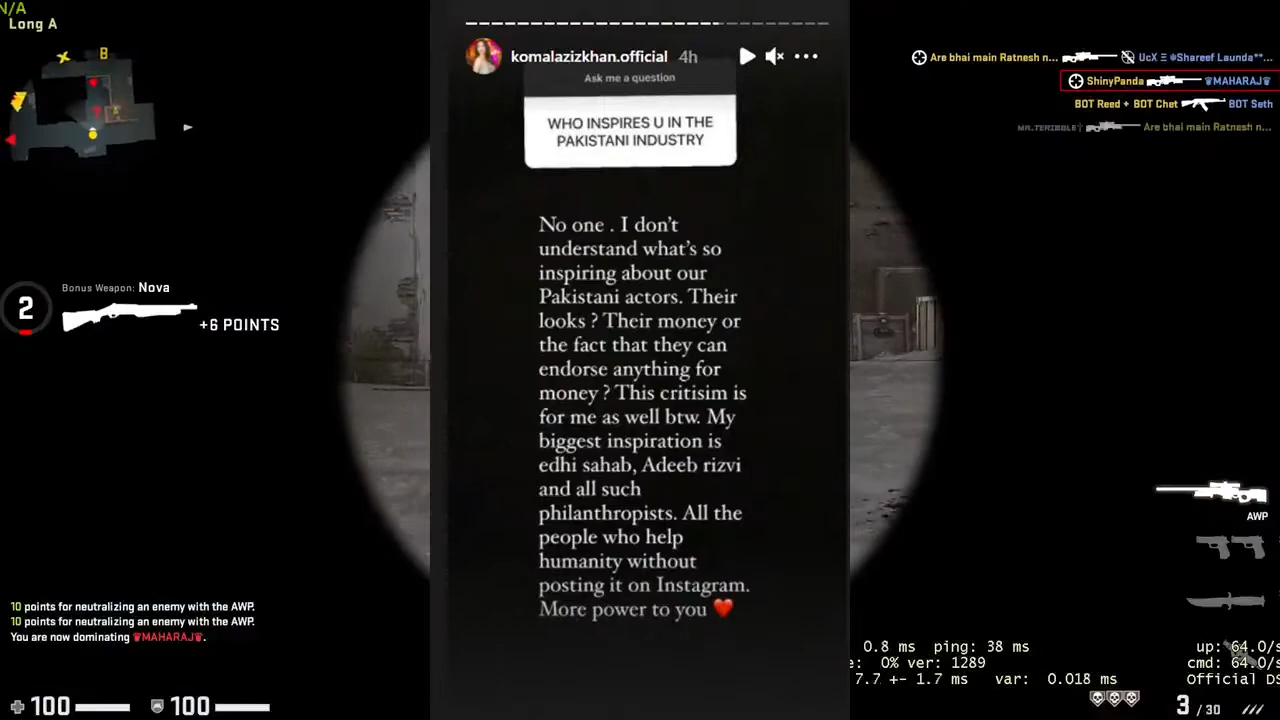 N/A
Long A
B
A
2
Bonus Weapon: Nova
+6 POINTS
komalazizkhan.official 4h
Ask me a question
WHO INSPIRES U IN THE
PAKISTANI INDUSTRY
No one . I don't
understand what's so
inspiring about our
Pakistani actors. Their
looks ? Their money or
the fact that they can
endorse anything for
money ? This critisim is
for me as well btw. My
biggest inspiration is
edhi sahab, Adeeb rizvi
and all such
philanthropists. All the
people who help
humanity without
posting it on Instagram.
More power to you ❤️
Are bhai main Ratnesh n... UcX Ξ Shareef Launda**...
ShinyPanda ♛MAHARAJ♛
BOT Reed + BOT Chet BOT Seth
MR.TERIBBLE† Are bhai main Ratnesh n...
AWP
10 points for neutralizing an enemy with the AWP.
10 points for neutralizing an enemy with the AWP.
You are now dominating ♛MAHARAJ♛.
100 100
0.8 ms ping: 38 ms up: 64.0/s
e: 0% ver: 1289 cmd: 64.0/s
7.7 +- 1.7 ms var: 0.018 ms Official DS
3 / 30